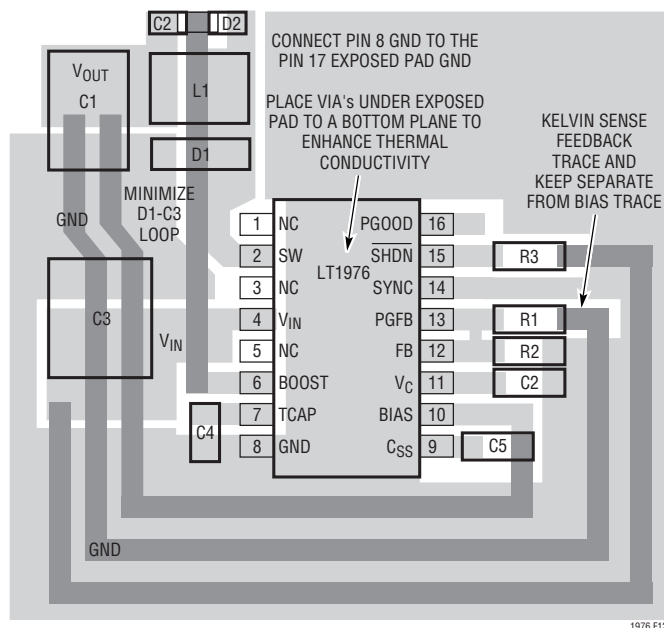 C2
D2
CONNECT PIN 8 GND TO THE
PIN 17 EXPOSED PAD GND
VOUT
C1
L1
PLACE VIA's UNDER EXPOSED
PAD TO A BOTTOM PLANE TO
ENHANCE THERMAL
CONDUCTIVITY
KELVIN SENSE
FEEDBACK
TRACE AND
KEEP SEPARATE
FROM BIAS TRACE
D1
MINIMIZE
D1-C3
LOOP
GND
1 NC PGOOD 16
2 SW SHDN 15
R3
LT1976
3 NC SYNC 14
C3
4 VIN PGFB 13
R1
VIN
5 NC FB 12
R2
6 BOOST VC 11
C2
7 TCAP BIAS 10
C4
8 GND CSS 9
C5
GND
1976 F12